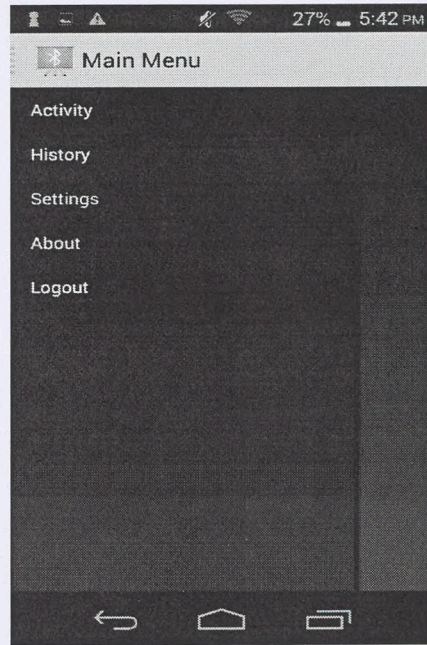 27% 5:42 PM
Main Menu
Activity
History
Settings
About
Logout